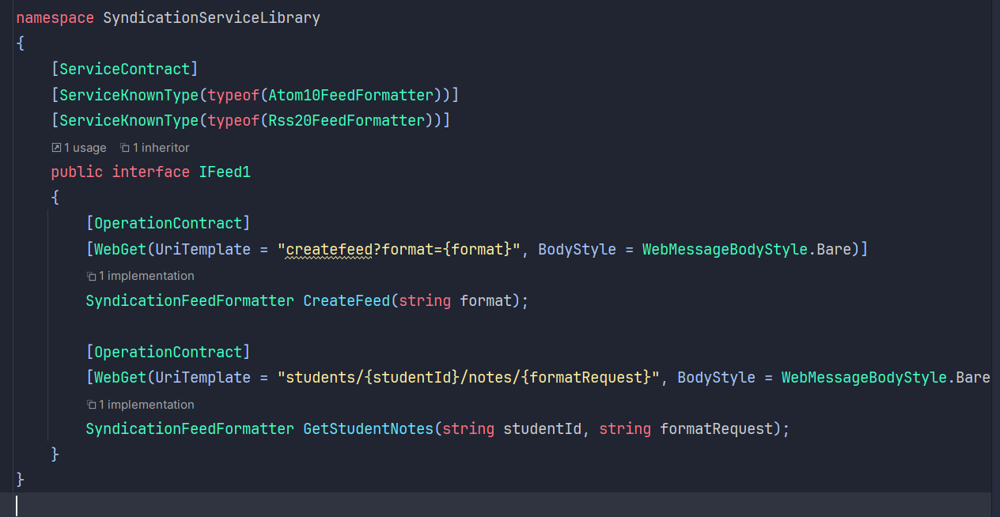 namespace SyndicationServiceLibrary
{
[ServiceContract]
[ServiceKnownType(typeof(Atom10FeedFormatter))]
[ServiceKnownType(typeof(Rss20FeedFormatter))]
1 usage 1 inheritor
public interface IFeed1
{
[OperationContract]
[WebGet(UriTemplate = "createfeed?format={format}", BodyStyle = WebMessageBodyStyle.Bare)]
1 implementation
SyndicationFeedFormatter CreateFeed(string format);
[OperationContract]
[WebGet(UriTemplate = "students/{studentId}/notes/{formatRequest}", BodyStyle = WebMessageBodyStyle.Bare
1 implementation
SyndicationFeedFormatter GetStudentNotes(string studentId, string formatRequest);
}
}